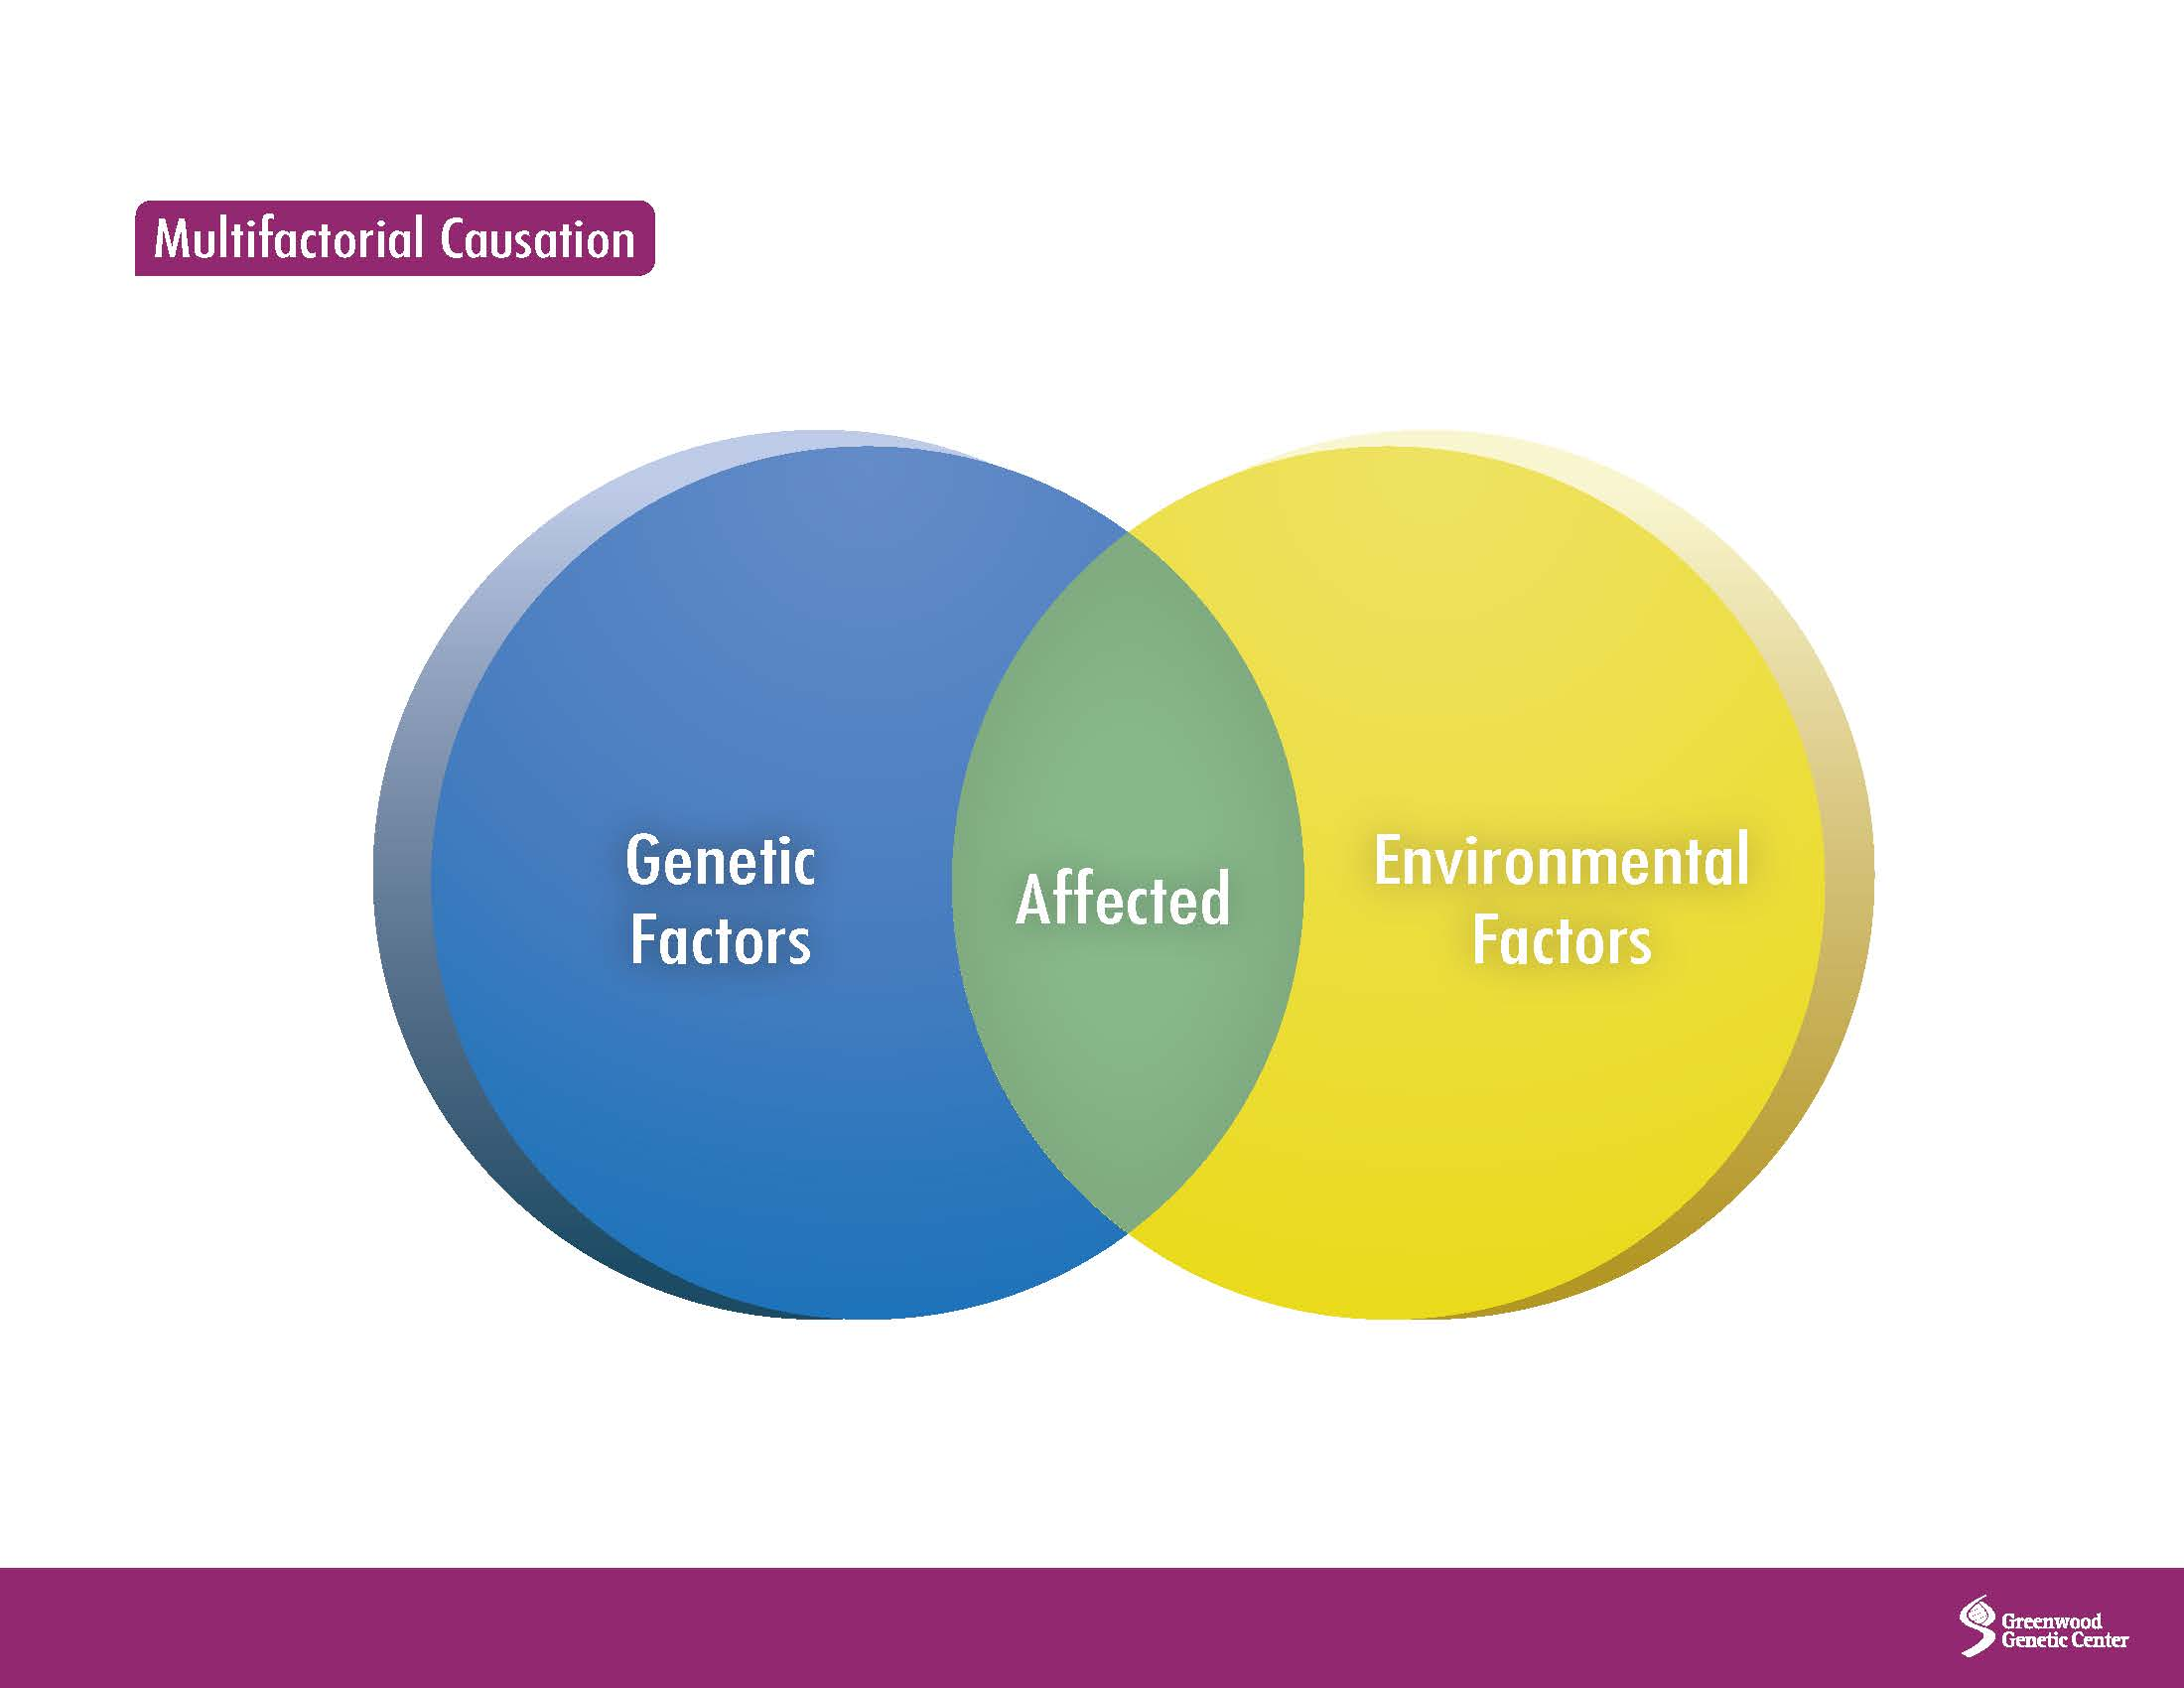 Multifactorial Causation
Genetic
Factors
Affected
Environmental
Factors
Greenwood
Genetic Center